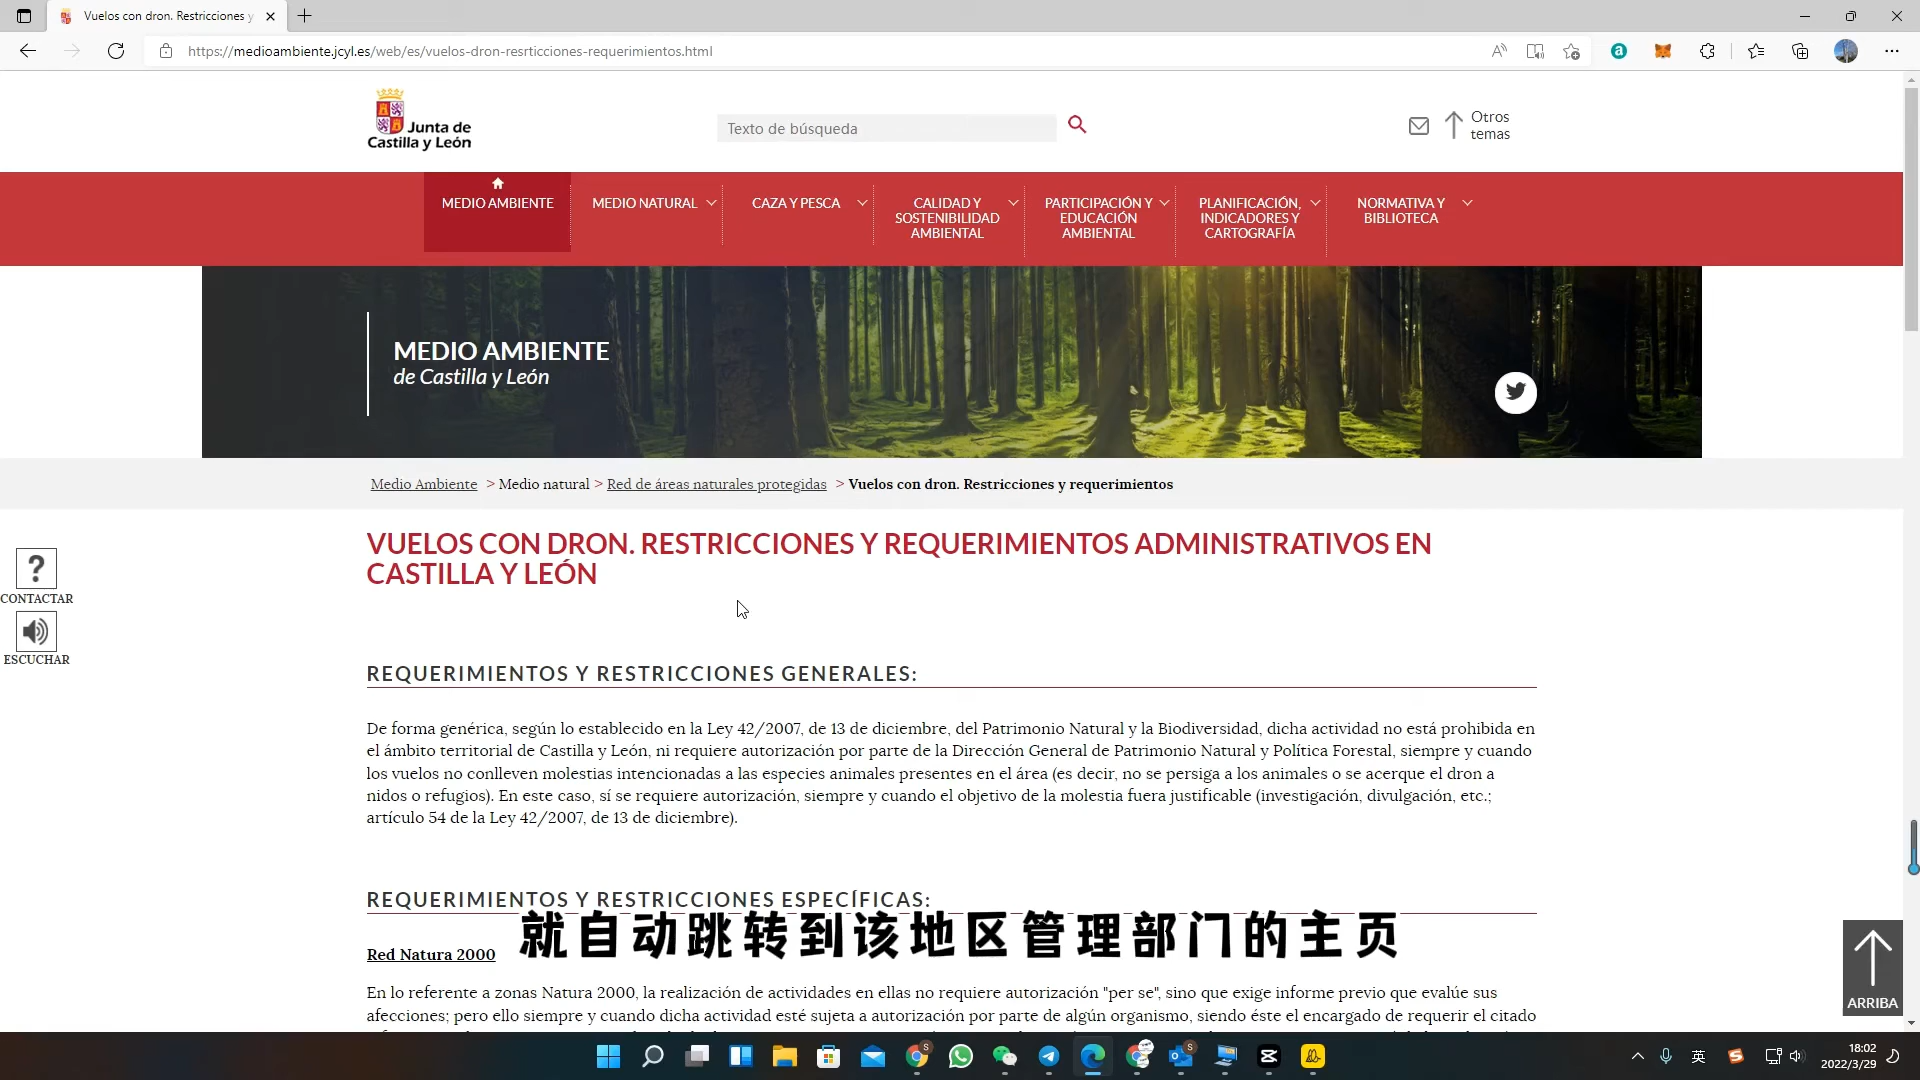 Vuelos con dron. Restricciones y
https://medioambiente.jcyl.es/web/es/vuelos-dron-resrticciones-requerimientos.html
Junta de
Castilla y León
Texto de búsqueda
Otros
temas
MEDIO AMBIENTE
MEDIO NATURAL
CAZA Y PESCA
CALIDAD Y
SOSTENIBILIDAD
AMBIENTAL
PARTICIPACIÓN Y
EDUCACIÓN
AMBIENTAL
PLANIFICACIÓN,
INDICADORES Y
CARTOGRAFÍA
NORMATIVA Y
BIBLIOTECA
MEDIO AMBIENTE
de Castilla y León
Medio Ambiente > Medio natural > Red de áreas naturales protegidas > Vuelos con dron. Restricciones y requerimientos
VUELOS CON DRON. RESTRICCIONES Y REQUERIMIENTOS ADMINISTRATIVOS EN
CASTILLA Y LEÓN
?
CONTACTAR
ESCUCHAR
REQUERIMIENTOS Y RESTRICCIONES GENERALES:
De forma genérica, según lo establecido en la Ley 42/2007, de 13 de diciembre, del Patrimonio Natural y la Biodiversidad, dicha actividad no está prohibida en
el ámbito territorial de Castilla y León, ni requiere autorización por parte de la Dirección General de Patrimonio Natural y Política Forestal, siempre y cuando
los vuelos no conlleven molestias intencionadas a las especies animales presentes en el área (es decir, no se persiga a los animales o se acerque el dron a
nidos o refugios). En este caso, sí se requiere autorización, siempre y cuando el objetivo de la molestia fuera justificable (investigación, divulgación, etc.;
artículo 54 de la Ley 42/2007, de 13 de diciembre).
REQUERIMIENTOS Y RESTRICCIONES ESPECÍFICAS:
就自动跳转到该地区管理部门的主页
Red Natura 2000
En lo referente a zonas Natura 2000, la realización de actividades en ellas no requiere autorización "per se", sino que exige informe previo que evalúe sus
afecciones; pero ello siempre y cuando dicha actividad esté sujeta a autorización por parte de algún organismo, siendo éste el encargado de requerir el citado
ARRIBA
英
18:02
2022/3/29